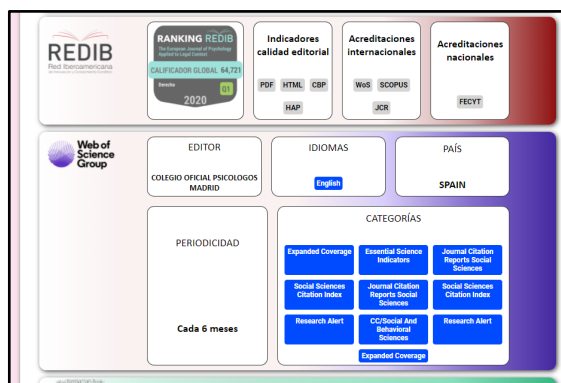 REDIB
Red Iberoamericana
RANKING REDIB
The European Journal of Psychology
Applied to Legal Context
CALIFICADOR GLOBAL 64,721
Derecho
Q1
2020
Indicadores
calidad editorial
PDF HTML CBP
HAP
Acreditaciones
internacionales
WoS SCOPUS
JCR
Acreditaciones
nacionales
FECYT
Web of
Science
Group
EDITOR
COLEGIO OFICIAL PSICOLOGOS
MADRID
IDIOMAS
English
PAÍS
SPAIN
PERIODICIDAD
Cada 6 meses
CATEGORÍAS
Expanded Coverage
Essential Science
Indicators
Journal Citation
Reports Social
Sciences
Social Sciences
Citation Index
Journal Citation
Reports Social
Sciences
Social Sciences
Citation Index
Research Alert
CC/Social And
Behavioral
Sciences
Research Alert
Expanded Coverage